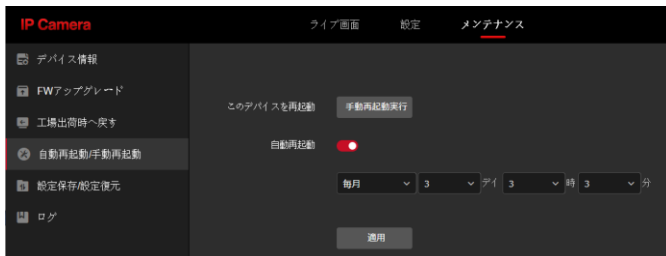 IP Camera
ライブ画面 設定 メンテナンス
デバイス情報
FWアップグレード
このデバイスを再起動 手動再起動実行
工場出荷時へ戻す
自動再起動
自動再起動/手動再起動
毎月 3 デイ 3 時 3 分
設定保存/設定復元
ログ
適用